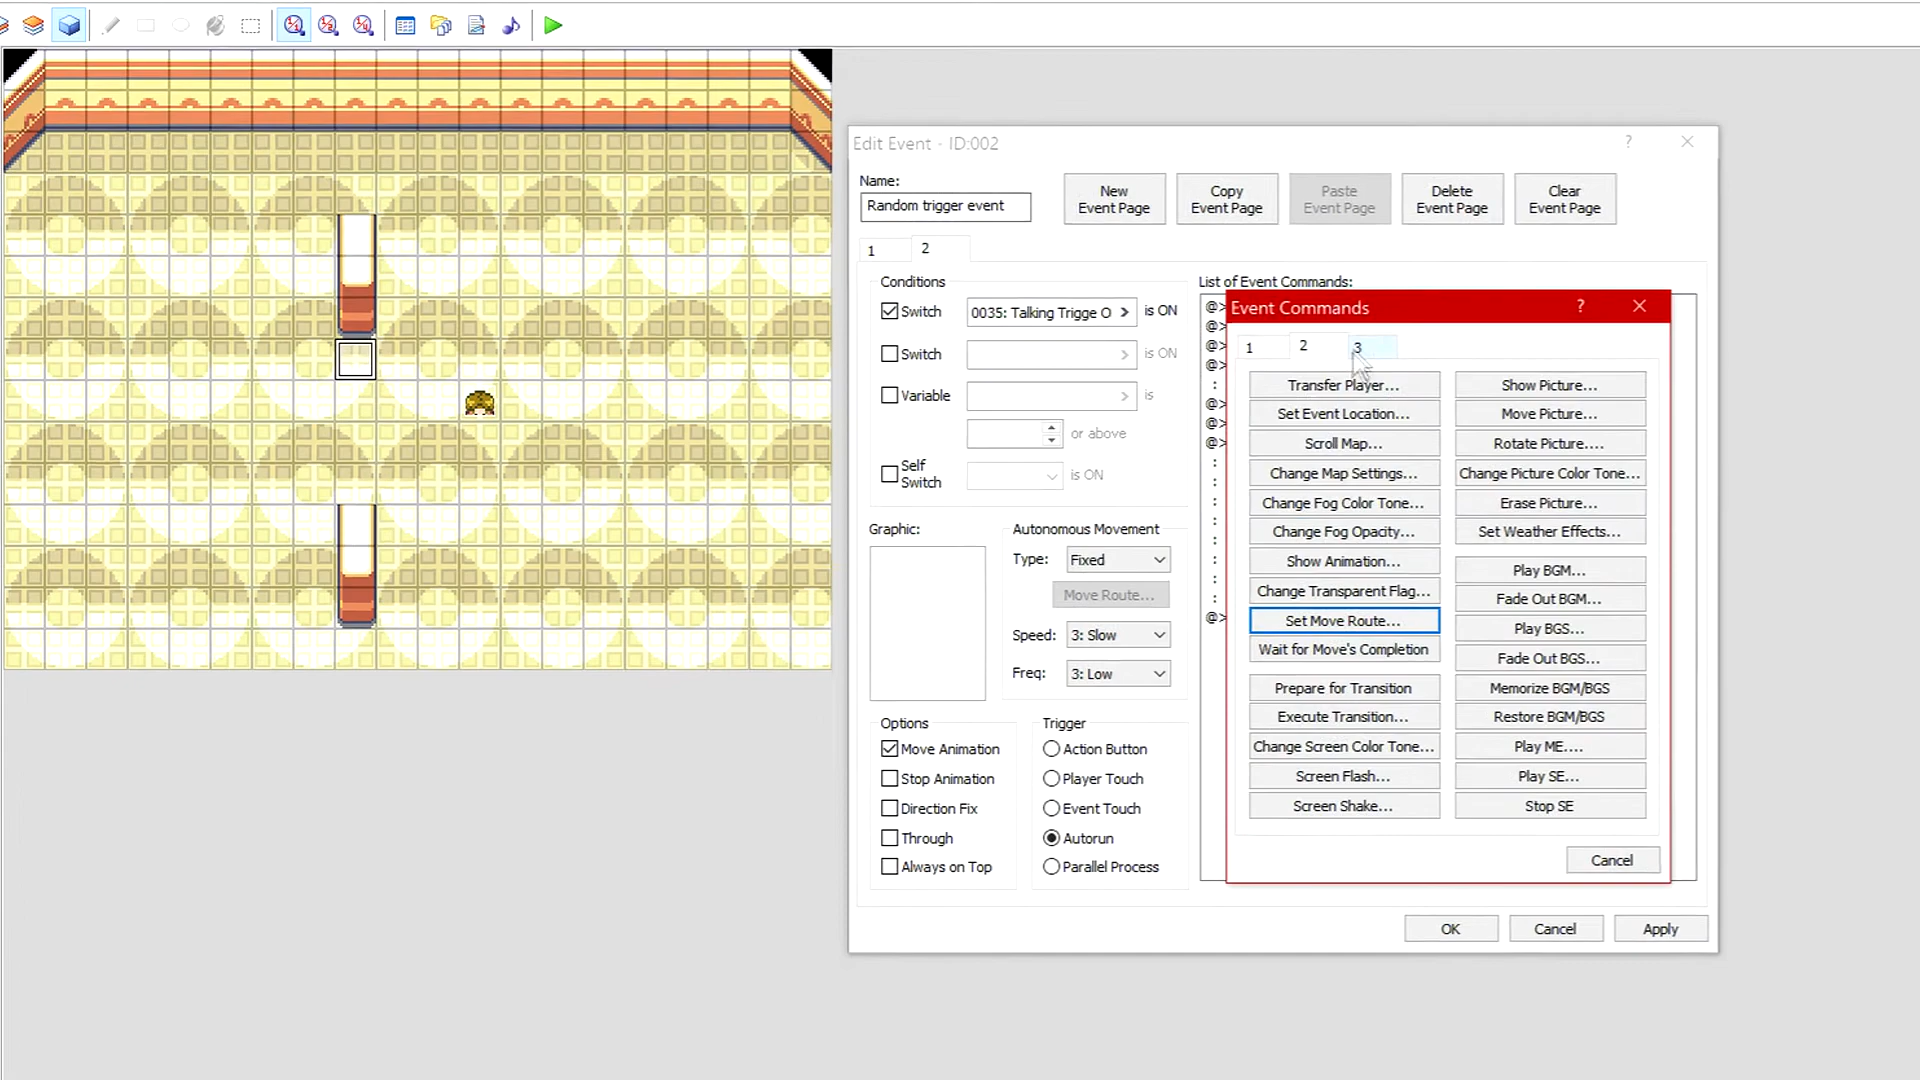 Edit Event - ID:002
?
Name:
Random trigger event
New
Event Page
Copy
Event Page
Paste
Event Page
Delete
Event Page
Clear
Event Page
1
2
Conditions
Switch
0035: Talking Trigge O >
is ON
Switch
is ON
Variable
is
or above
Self
Switch
is ON
Graphic:
Autonomous Movement
Type:
Fixed
Move Route...
Speed:
3: Slow
Freq:
3: Low
Options
Move Animation
Stop Animation
Direction Fix
Through
Always on Top
Trigger
Action Button
Player Touch
Event Touch
Autorun
Parallel Process
List of Event Commands:
@>
@>
@>
@>
:
@>
@>
@>
:
:
:
:
:
:
:
:
@>
Event Commands
?
1
2
3
Transfer Player...
Set Event Location...
Scroll Map...
Change Map Settings...
Change Fog Color Tone...
Change Fog Opacity...
Show Animation...
Change Transparent Flag...
Set Move Route...
Wait for Move's Completion
Prepare for Transition
Execute Transition...
Change Screen Color Tone...
Screen Flash...
Screen Shake...
Show Picture...
Move Picture...
Rotate Picture....
Change Picture Color Tone...
Erase Picture...
Set Weather Effects...
Play BGM...
Fade Out BGM...
Play BGS...
Fade Out BGS...
Memorize BGM/BGS
Restore BGM/BGS
Play ME....
Play SE...
Stop SE
Cancel
OK
Cancel
Apply